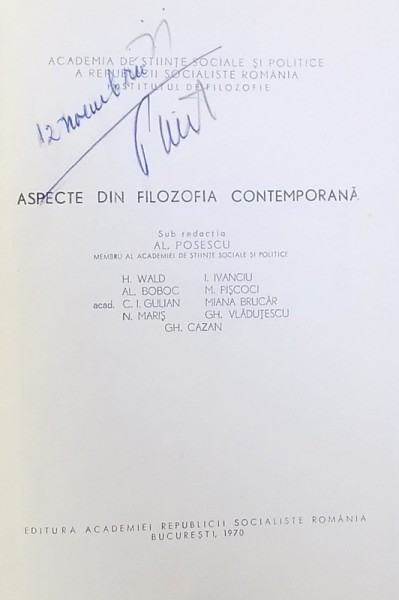 ACADEMIA DE ȘTIINȚE SOCIALE ȘI POLITICE
A REPUBLICII SOCIALISTE ROMÂNIA
INSTITUTUL DE FILOZOFIE
12 noembrie
ASPECTE DIN FILOZOFIA CONTEMPORANĂ
Sub redacția
AL. POSESCU
MEMBRU AL ACADEMIEI DE ȘTIINȚE SOCIALE ȘI POLITICE
H. WALD I. IVANCIU
AL. BOBOC M. FIȘCOCI
acad. C. I. GULIAN MIANA BRUCĂR
N. MARIȘ GH. VLĂDUȚESCU
GH. CAZAN
EDITURA ACADEMIEI REPUBLICII SOCIALISTE ROMÂNIA
BUCUREȘTI, 1970